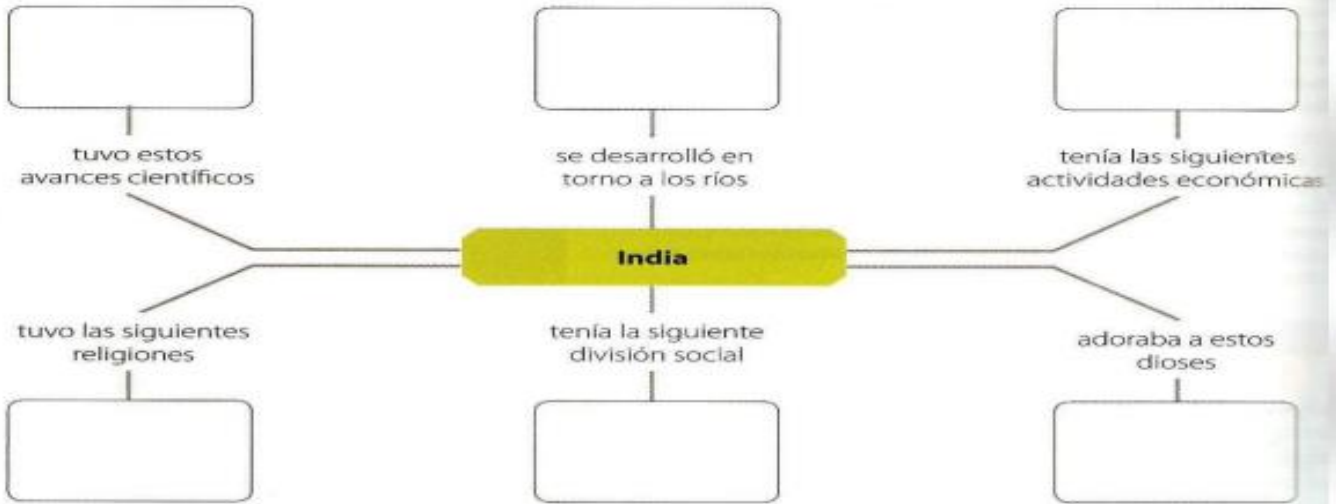 tuvo estos
avances científicos
se desarrolló en
torno a los ríos
tenía las siguientes
actividades económicas
India
tuvo las siguientes
religiones
tenía la siguiente
división social
adoraba a estos
dioses